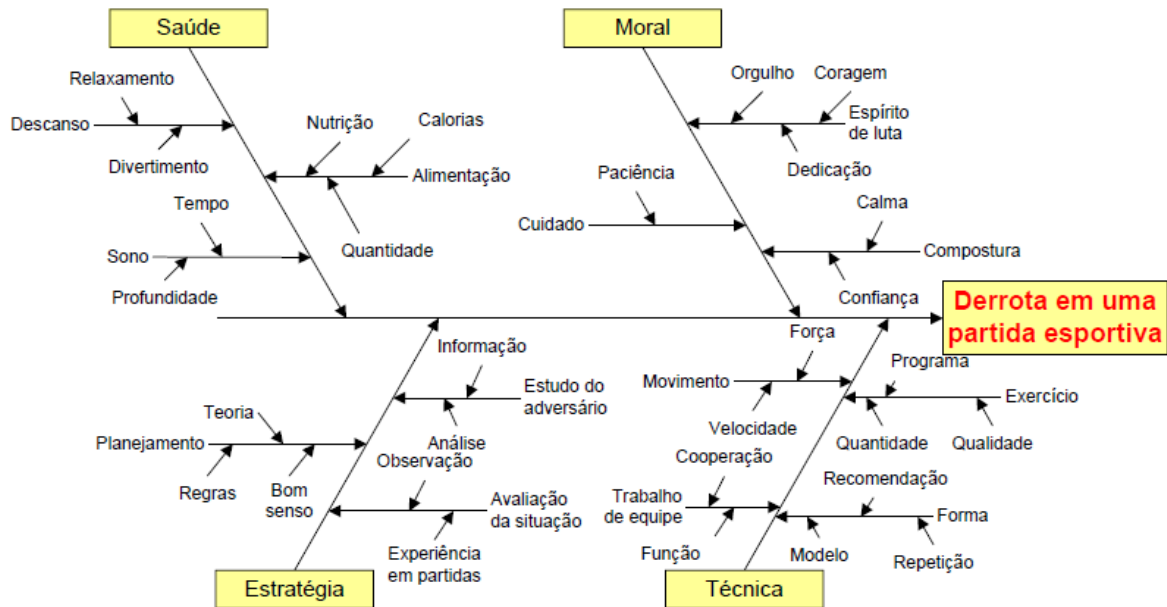 Saúde
Moral
Relaxamento
Descanso
Divertimento
Nutrição
Calorias
Alimentação
Quantidade
Tempo
Sono
Profundidade
Orgulho
Coragem
Espírito
de luta
Dedicação
Paciência
Cuidado
Calma
Compostura
Confiança
Derrota em uma
partida esportiva
Informação
Estudo do
adversário
Análise
Teoria
Planejamento
Regras
Bom
senso
Observação
Avaliação
da situação
Experiência
em partidas
Estratégia
Força
Movimento
Velocidade
Programa
Exercício
Quantidade
Qualidade
Cooperação
Trabalho
de equipe
Função
Recomendação
Forma
Modelo
Repetição
Técnica